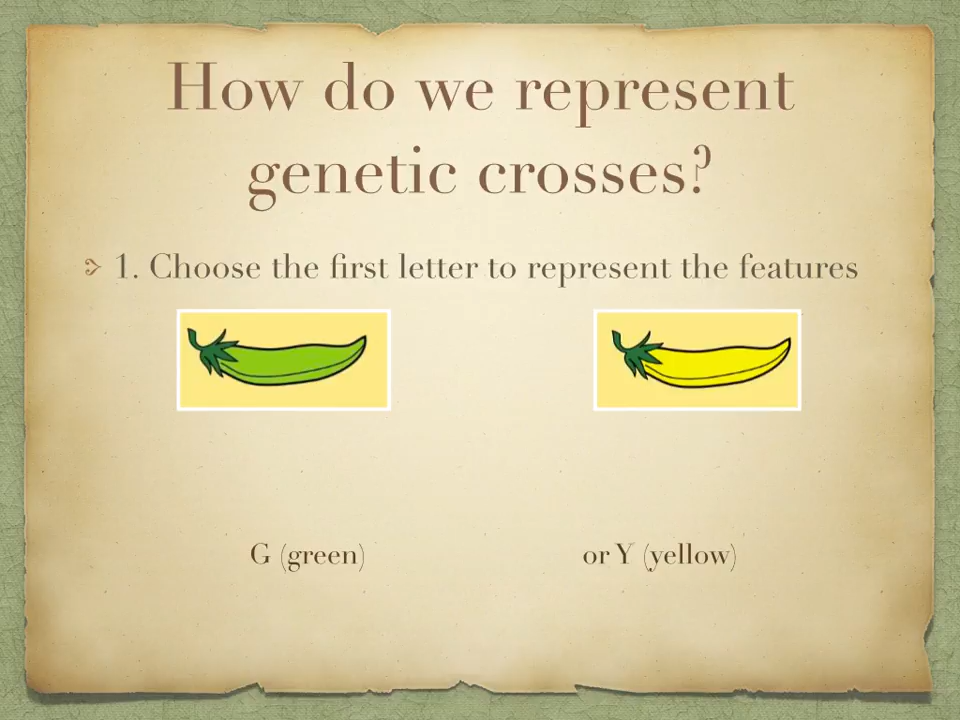 How do we represent
genetic crosses?
1. Choose the first letter to represent the features
G (green)
or Y (yellow)